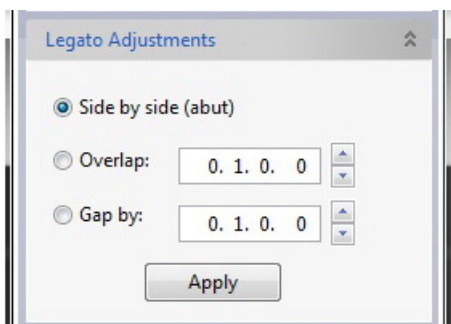 Legato Adjustments
Side by side (abut)
Overlap: 0. 1. 0. 0
Gap by: 0. 1. 0. 0
Apply